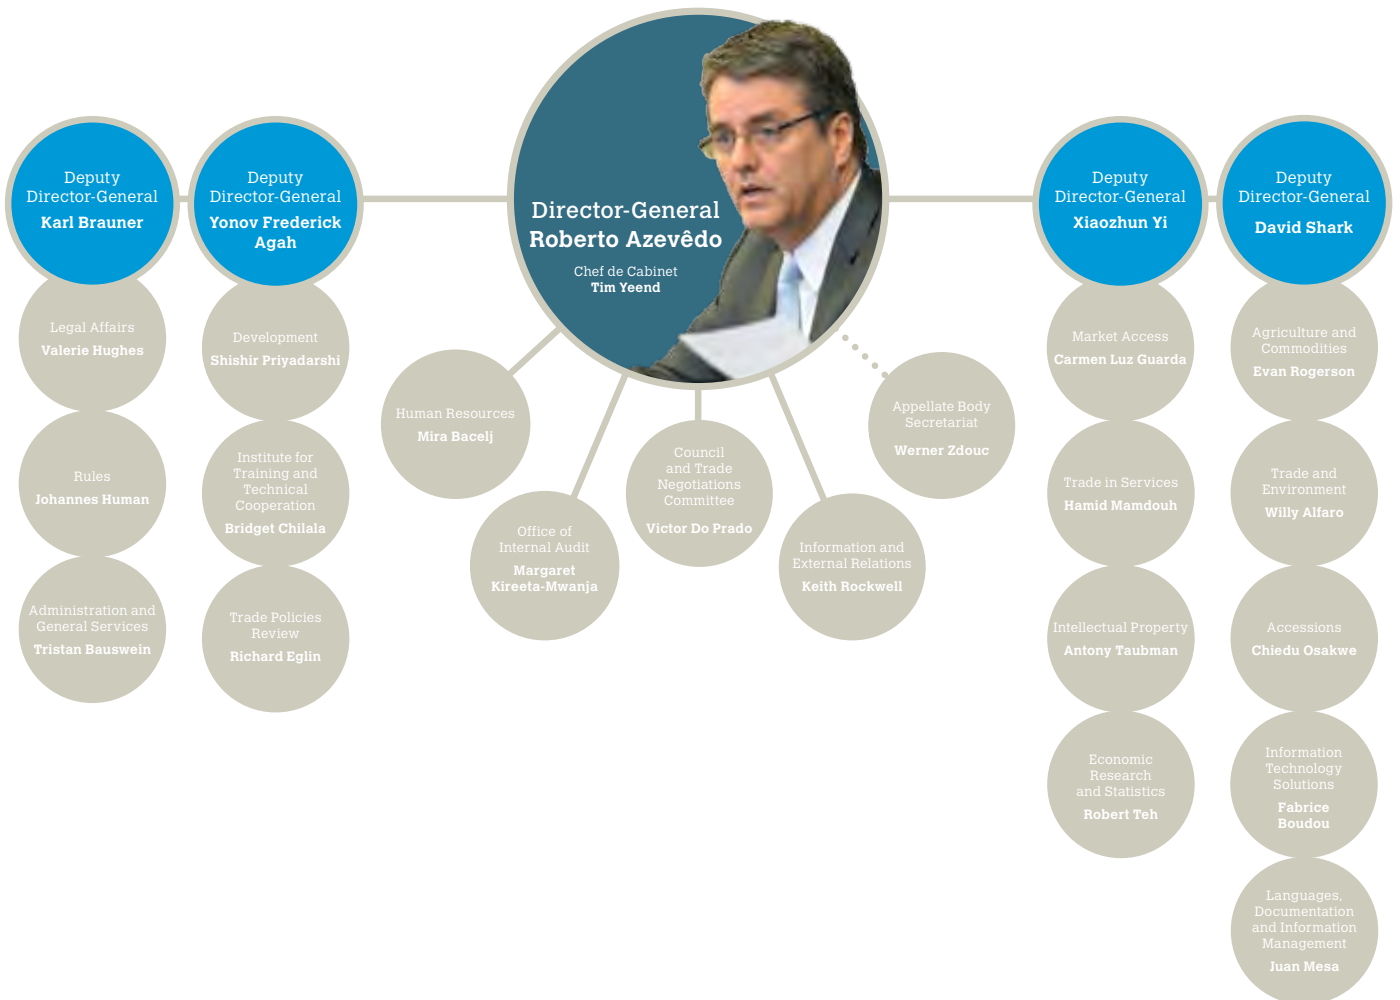 Director-General
Roberto Azevêdo
Chef de Cabinet
Tim Yeend
Deputy
Director-General
Karl Brauner
Legal Affairs
Valerie Hughes
Rules
Johannes Human
Administration and
General Services
Tristan Bauswein
Deputy
Director-General
Yonov Frederick
Agah
Development
Shishir Priyadarshi
Institute for
Training and
Technical
Cooperation
Bridget Chilala
Trade Policies
Review
Richard Eglin
Human Resources
Mira Bacelj
Office of
Internal Audit
Margaret
Kireeta-Mwanja
Council
and Trade
Negotiations
Committee
Victor Do Prado
Information and
External Relations
Keith Rockwell
Appellate Body
Secretariat
Werner Zdouc
Deputy
Director-General
Xiaozhun Yi
Market Access
Carmen Luz Guarda
Trade in Services
Hamid Mamdouh
Intellectual Property
Antony Taubman
Economic
Research
and Statistics
Robert Teh
Deputy
Director-General
David Shark
Agriculture and
Commodities
Evan Rogerson
Trade and
Environment
Willy Alfaro
Accessions
Chiedu Osakwe
Information
Technology
Solutions
Fabrice
Boudou
Languages,
Documentation
and Information
Management
Juan Mesa